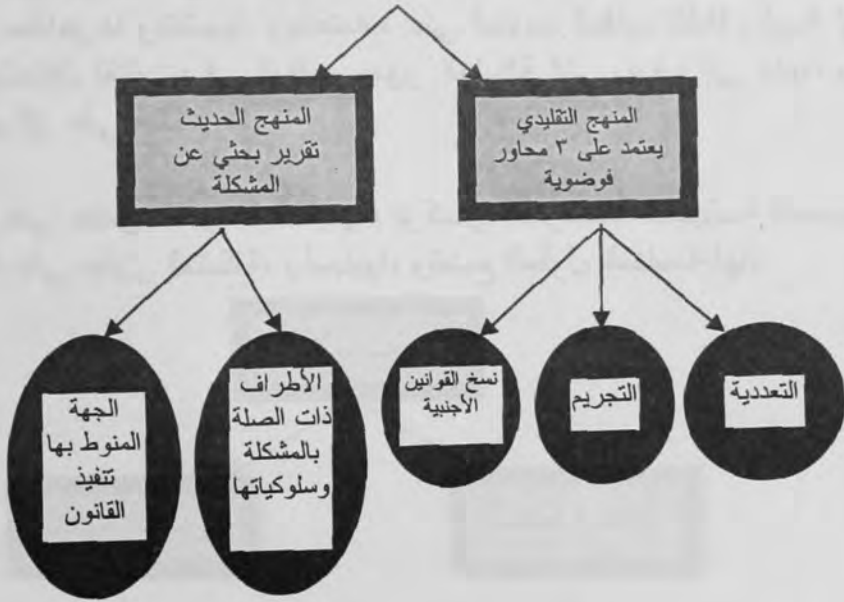 المنهج التقليدي
يعتمد على ٣ محاور
فوضوية
المنهج الحديث
تقرير بحثي عن
المشكلة
التعددية
التجريم
نسخ القوانين
الأجنبية
الأطراف
ذات الصلة
بالمشكلة
وسلوكياتها
الجهة
المنوط بها
تنفيذ
القانون